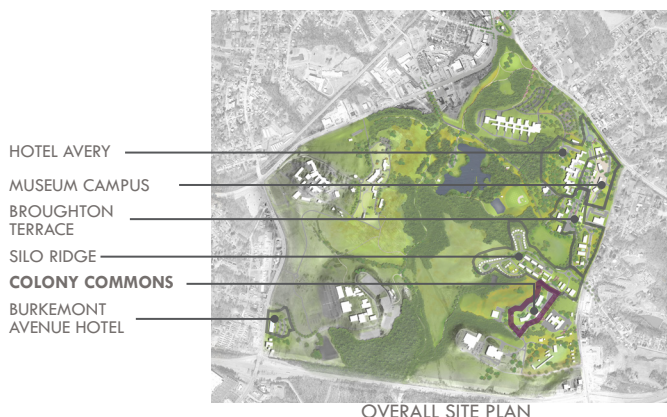 HOTEL AVERY
MUSEUM CAMPUS
BROUGHTON
TERRACE
SILO RIDGE
COLONY COMMONS
BURKEMONT
AVENUE HOTEL
OVERALL SITE PLAN